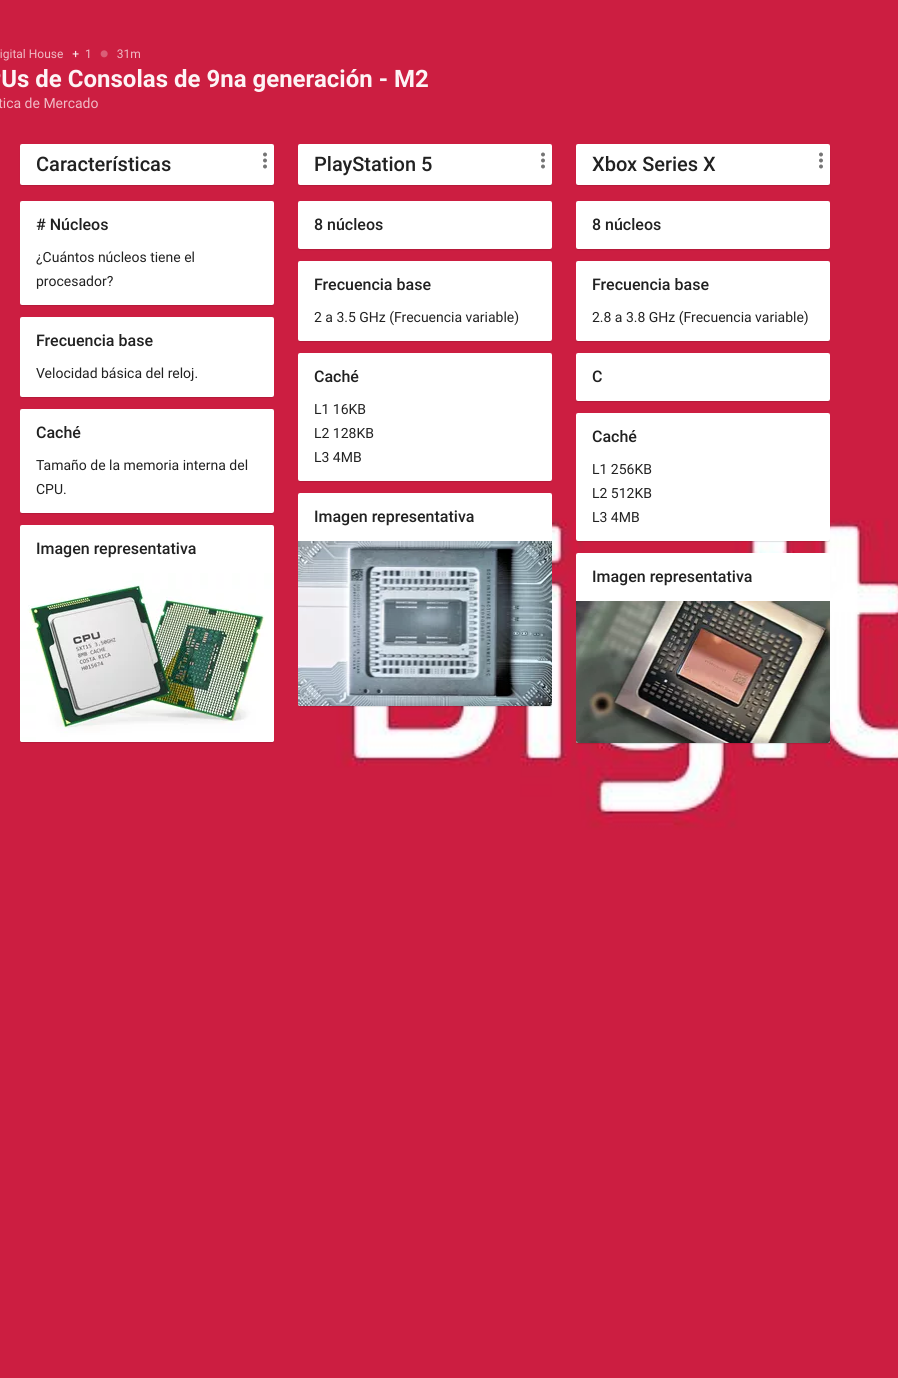 igital House + 1 31m
Us de Consolas de 9na generación - M2
tica de Mercado
Características
# Núcleos
¿Cuántos núcleos tiene el
procesador?
Frecuencia base
Velocidad básica del reloj.
Caché
Tamaño de la memoria interna del
CPU.
Imagen representativa
CPU
SXT15 3.50GHZ
8MB CACHE
COSTA RICA
PlayStation 5
8 núcleos
Frecuencia base
2 a 3.5 GHz (Frecuencia variable)
Caché
L1 16KB
L2 128KB
L3 4MB
Imagen representativa
Xbox Series X
8 núcleos
Frecuencia base
2.8 a 3.8 GHz (Frecuencia variable)
C
Caché
L1 256KB
L2 512KB
L3 4MB
Imagen representativa
Digit